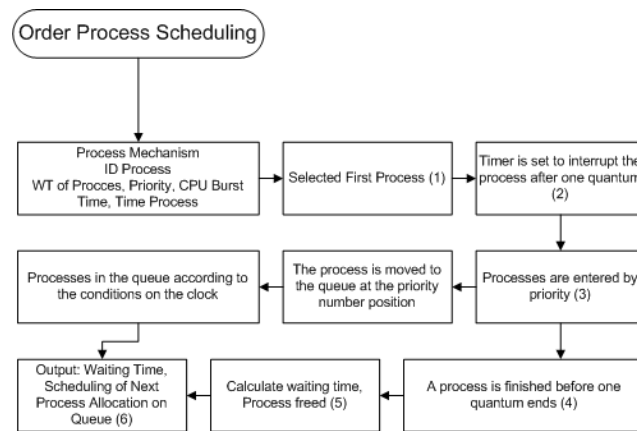 Order Process Scheduling
Process Mechanism
ID Process
WT of Procces, Priority, CPU Burst
Time, Time Process
Selected First Process (1)
Timer is set to interrupt the
process after one quantum
(2)
Processes in the queue according to
the conditions on the clock
The process is moved to
the queue at the priority
number position
Processes are entered by
priority (3)
Output: Waiting Time,
Scheduling of Next
Process Allocation on
Queue (6)
Calculate waiting time,
Process freed (5)
A process is finished before one
quantum ends (4)